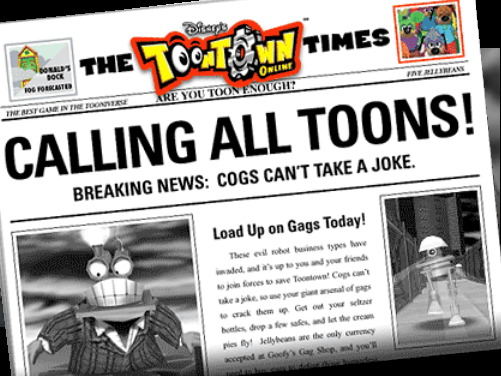 DONALD'S
DOCK
FOG FORECASTED
THE Disney's TOONTOWN ONLINE TIMES
THE BEST GAME IN THE TOONIVERSE
ARE YOU TOON ENOUGH?
FIVE JELLYBEANS
CALLING ALL TOONS!
BREAKING NEWS: COGS CAN'T TAKE A JOKE.
Load Up on Gags Today!
These evil robot business types have
invaded, and it's up to you and your friends
to join forces to save Toontown! Cogs can't
take a joke, so use your giant arsenal of gags
to crack them up. Get out your seltzer
bottles, drop a few safes, and let the cream
pies fly! Jellybeans are the only currency
accepted at Goofy's Gag Shop, and you'll